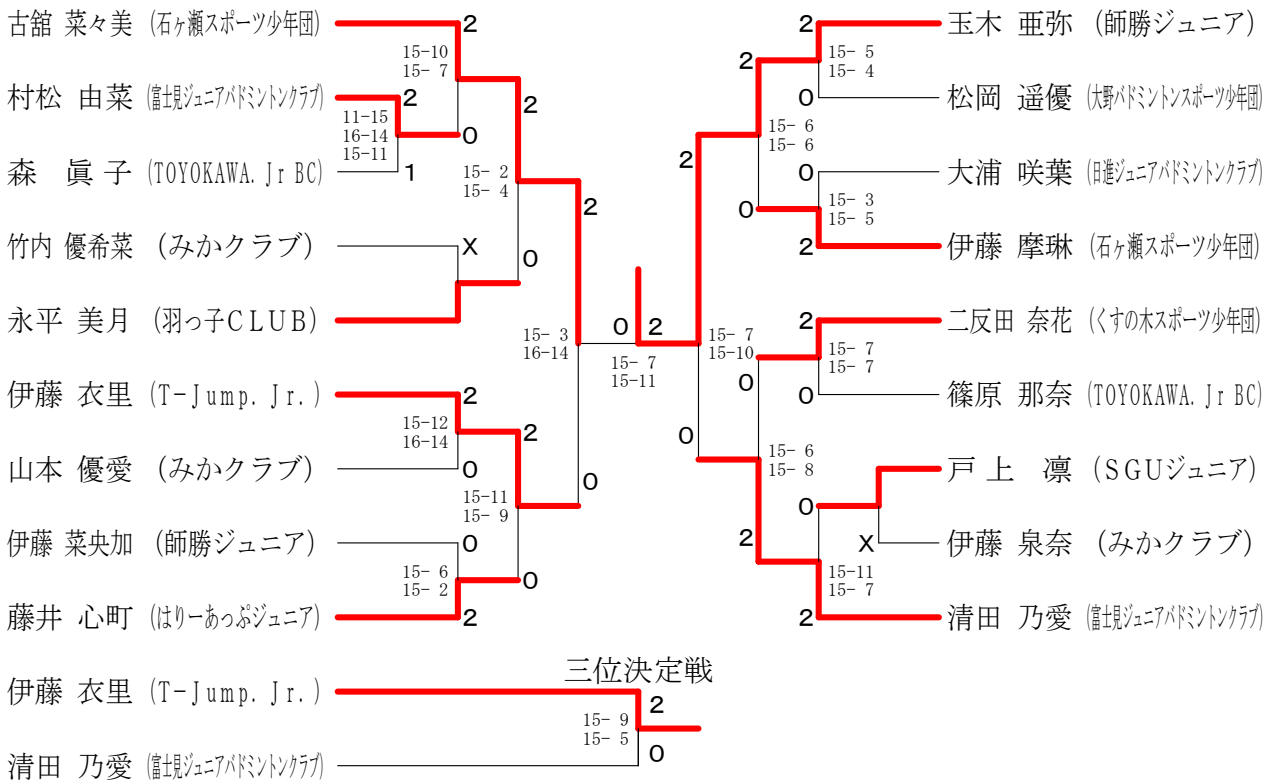 古舘 菜々美 (石ヶ瀬スポーツ少年団)
2
15-10
15- 7
村松 由菜 (富士見ジュニアバドミントンクラブ)
2
11-15
16-14
15-11
0
森 眞子 (TOYOKAWA. Jr BC)
1
2
15- 2
15- 4
竹内 優希菜 (みかクラブ)
X
0
永平 美月 (羽っ子CLUB)
2
15- 3
16-14
伊藤 衣里 (T-Jump. Jr.)
2
15-12
16-14
2
山本 優愛 (みかクラブ)
0
0
15-11
15- 9
伊藤 菜央加 (師勝ジュニア)
0
15- 6
15- 2
0
藤井 心町 (はりーあっぷジュニア)
2
0 2
15- 7
15-11
2 玉木 亜弥 (師勝ジュニア)
15- 5
15- 4
2
0 松岡 遥優 (大野バドミントンスポーツ少年団)
15- 6
15- 6
2
0 大浦 咲葉 (日進ジュニアバドミントンクラブ)
15- 3
15- 5
0
2 伊藤 摩琳 (石ヶ瀬スポーツ少年団)
15- 7
15-10
2 二反田 奈花 (くすの木スポーツ少年団)
15- 7
15- 7
0
0 篠原 那奈 (TOYOKAWA. Jr BC)
0
15- 6
15- 8
戸上 凛 (SGUジュニア)
0
2
X 伊藤 泉奈 (みかクラブ)
15-11
15- 7
2 清田 乃愛 (富士見ジュニアバドミントンクラブ)
三位決定戦
伊藤 衣里 (T-Jump. Jr.)
2
15- 9
15- 5
0
清田 乃愛 (富士見ジュニアバドミントンクラブ)